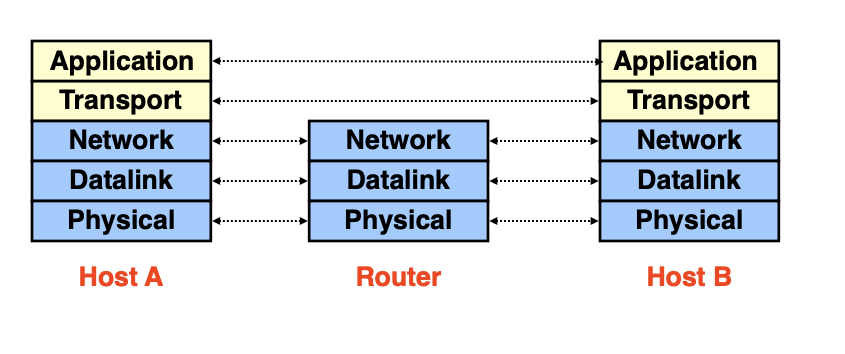 Application
Transport
Network
Datalink
Physical
Host A
Network
Datalink
Physical
Router
Application
Transport
Network
Datalink
Physical
Host B